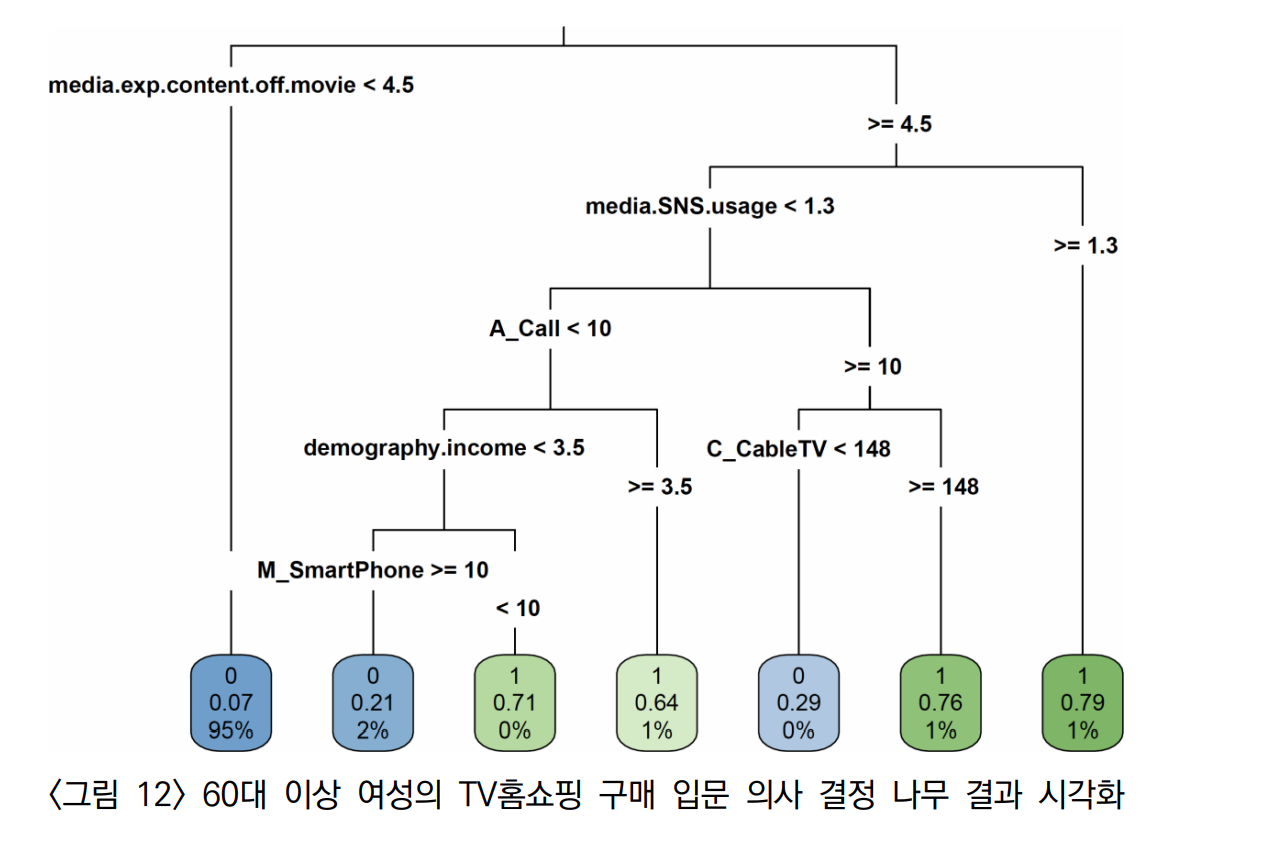 media.exp.content.off.movie < 4.5
>= 4.5
media.SNS.usage < 1.3
>= 1.3
A_Call < 10
>= 10
demography.income < 3.5
C_CableTV < 148
>= 3.5
>= 148
M_SmartPhone >= 10
< 10
0 0 1 1 0 1 1
0.07 0.21 0.71 0.64 0.29 0.76 0.79
95% 2% 0% 1% 0% 1% 1%
〈그림 12〉 60대 이상 여성의 TV홈쇼핑 구매 입문 의사 결정 나무 결과 시각화